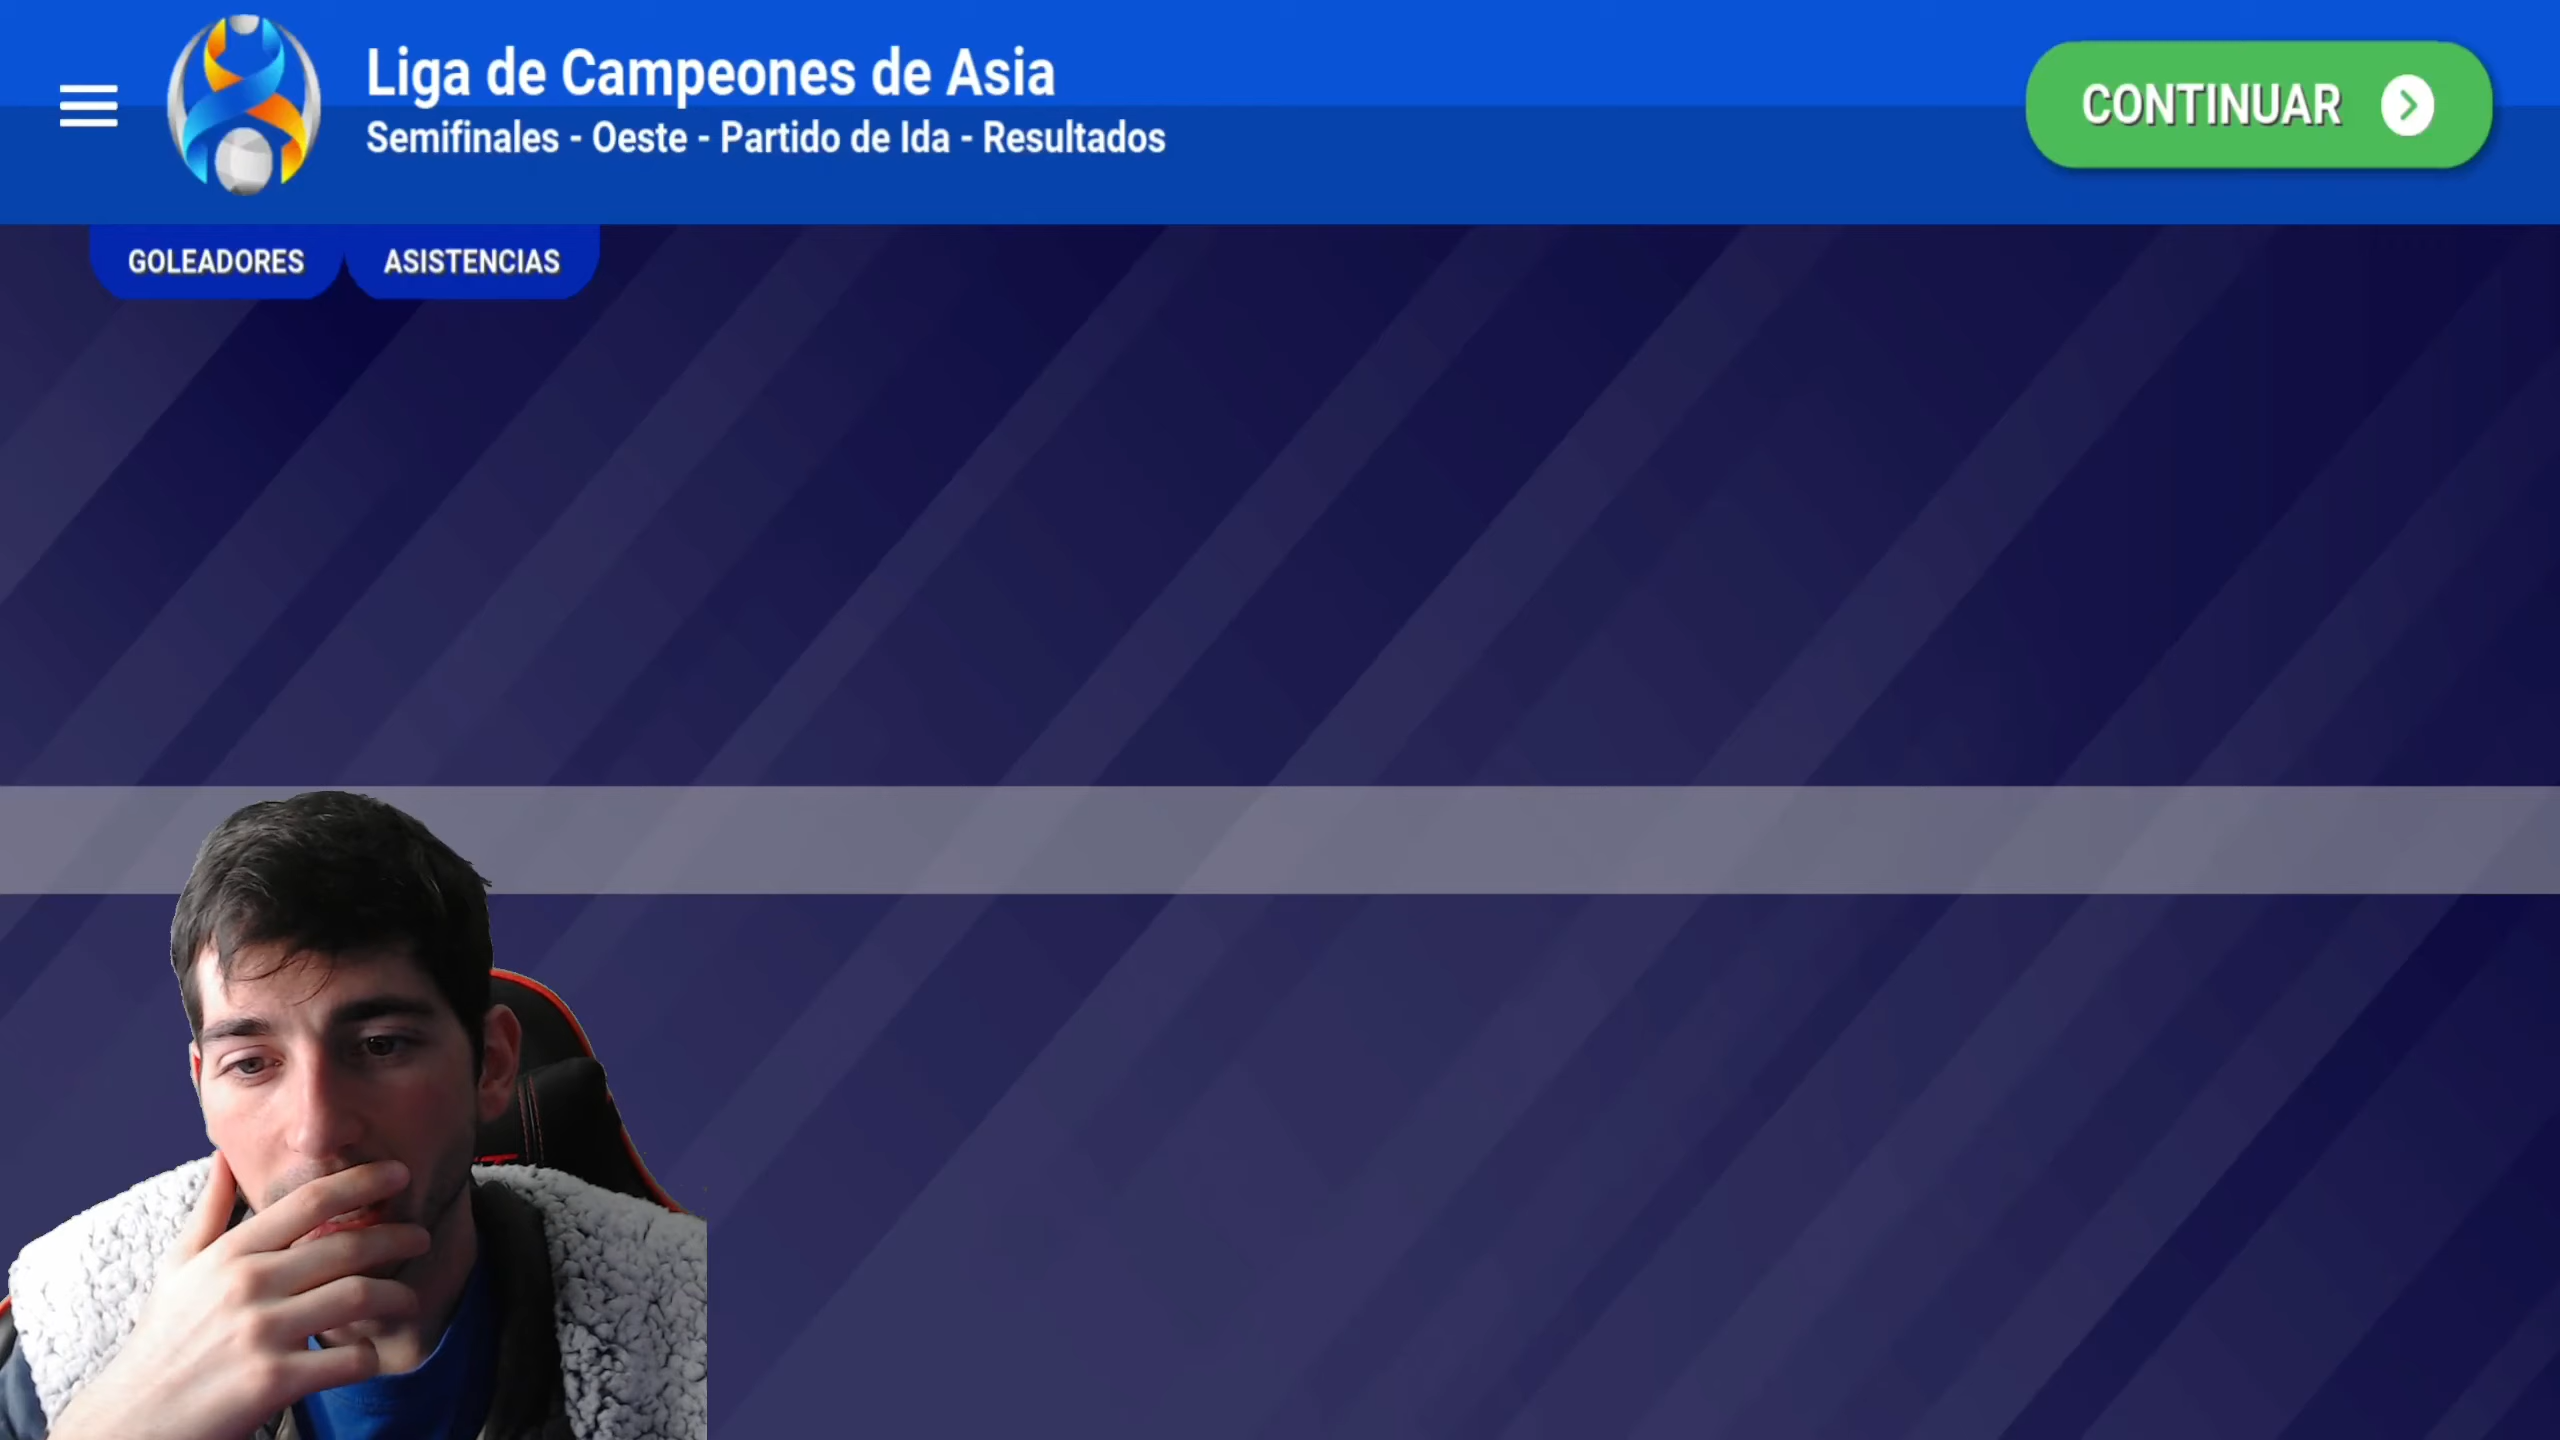 Liga de Campeones de Asia
Semifinales - Oeste - Partido de Ida - Resultados
CONTINUAR
GOLEADORES
ASISTENCIAS